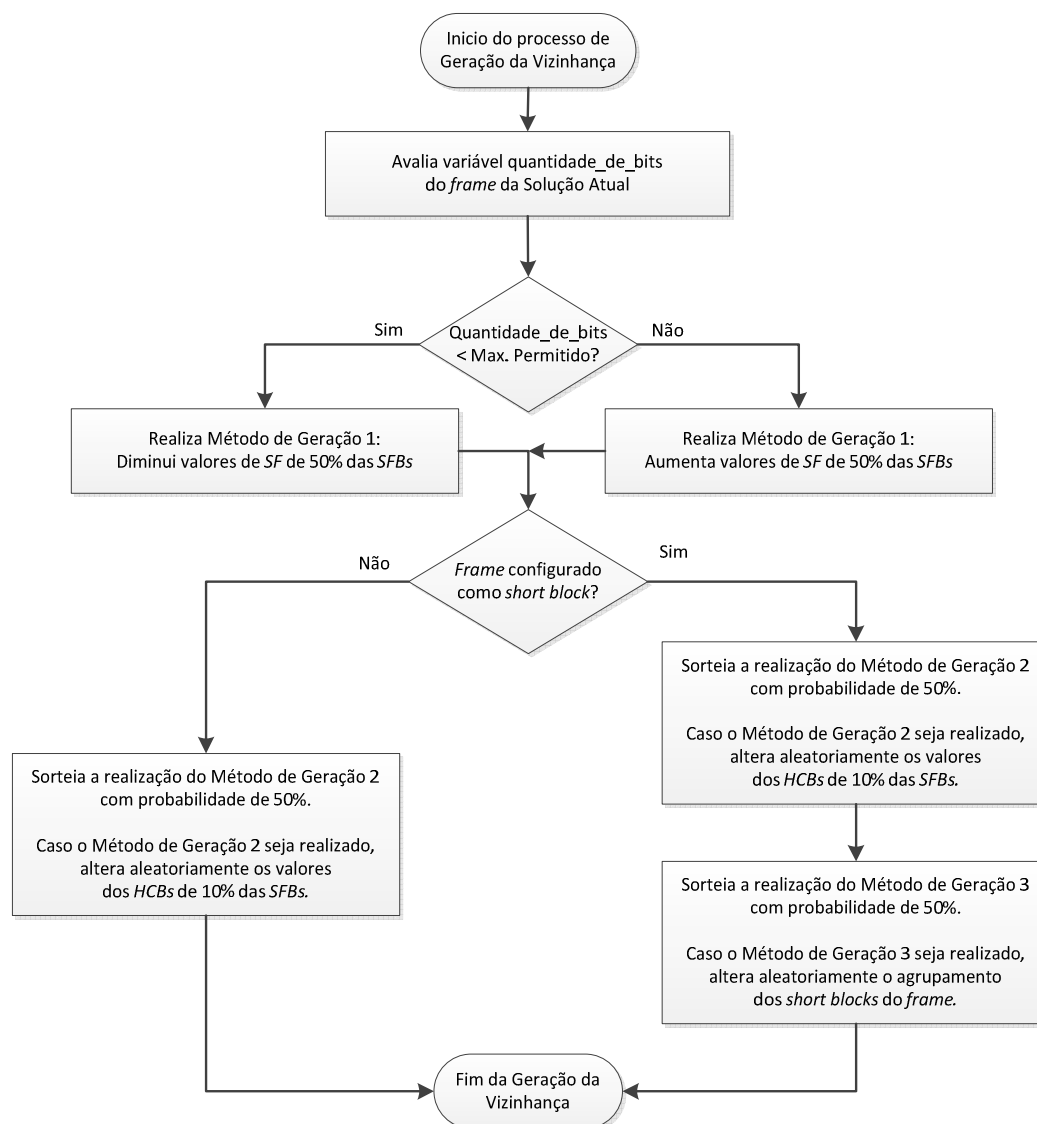 Inicio do processo de
Geração da Vizinhança
Avalia variável quantidade_de_bits
do frame da Solução Atual
Sim
Quantidade_de_bits
< Max. Permitido?
Não
Realiza Método de Geração 1:
Diminui valores de SF de 50% das SFBs
Realiza Método de Geração 1:
Aumenta valores de SF de 50% das SFBs
Não
Frame configurado
como short block?
Sim
Sorteia a realização do Método de Geração 2
com probabilidade de 50%.
Caso o Método de Geração 2 seja realizado,
altera aleatoriamente os valores
dos HCBs de 10% das SFBs.
Sorteia a realização do Método de Geração 2
com probabilidade de 50%.
Caso o Método de Geração 2 seja realizado,
altera aleatoriamente os valores
dos HCBs de 10% das SFBs.
Sorteia a realização do Método de Geração 3
com probabilidade de 50%.
Caso o Método de Geração 3 seja realizado,
altera aleatoriamente o agrupamento
dos short blocks do frame.
Fim da Geração da
Vizinhança